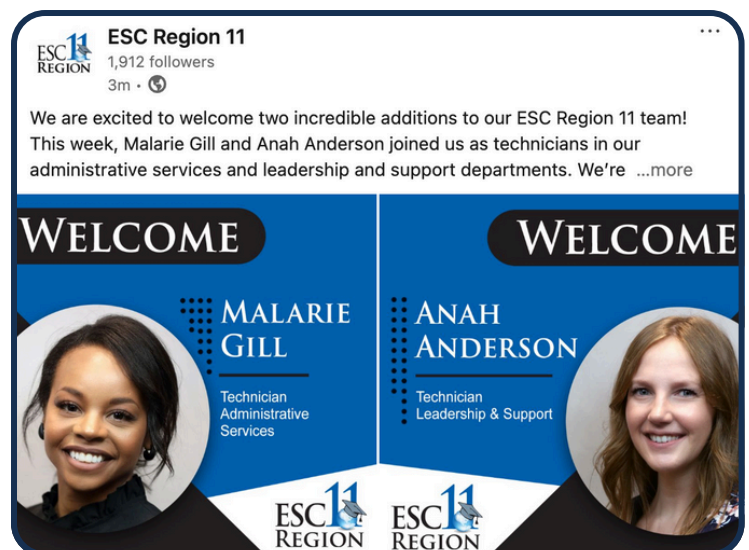 ESC 11
REGION
ESC Region 11
1,912 followers
3m •
We are excited to welcome two incredible additions to our ESC Region 11 team!
This week, Malarie Gill and Anah Anderson joined us as technicians in our
administrative services and leadership and support departments. We’re ...more
WELCOME
MALARIE
GILL
Technician
Administrative
Services
ESC 11
REGION
WELCOME
ANAH
ANDERSON
Technician
Leadership & Support
ESC 11
REGION